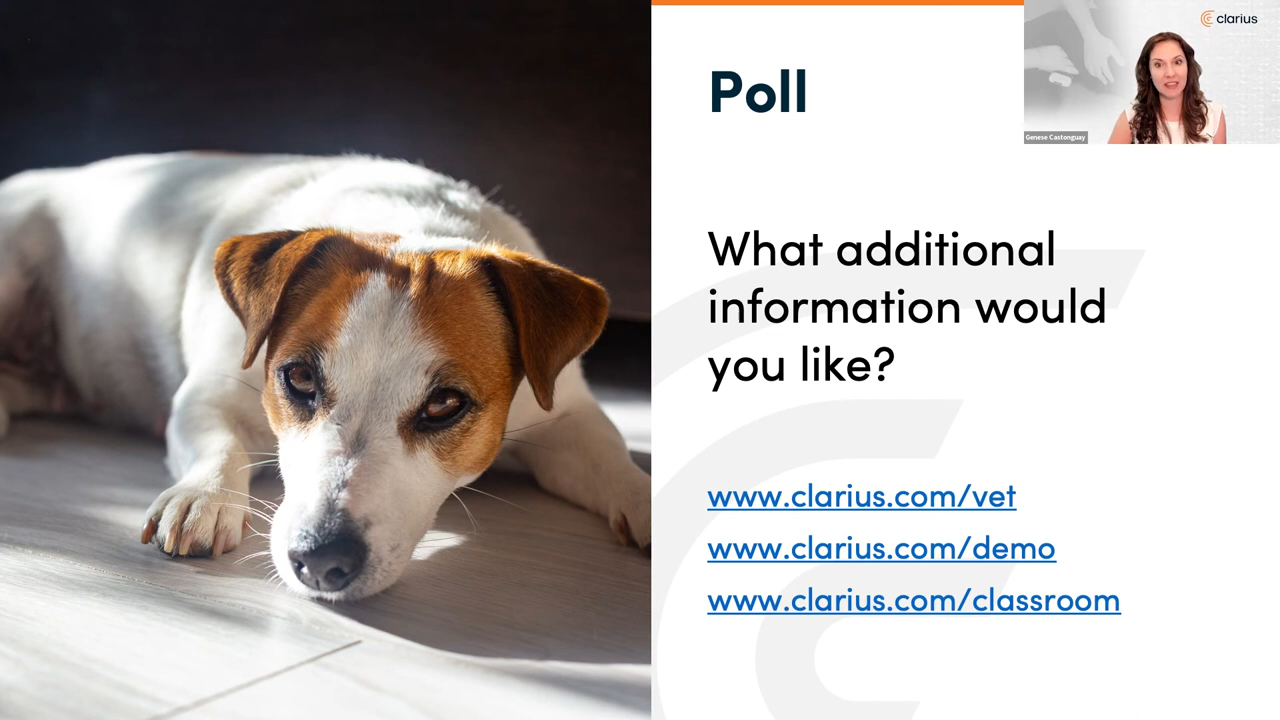 Poll
clarius
Genese Castonguay
What additional
information would
you like?
www.clarius.com/vet
www.clarius.com/demo
www.clarius.com/classroom